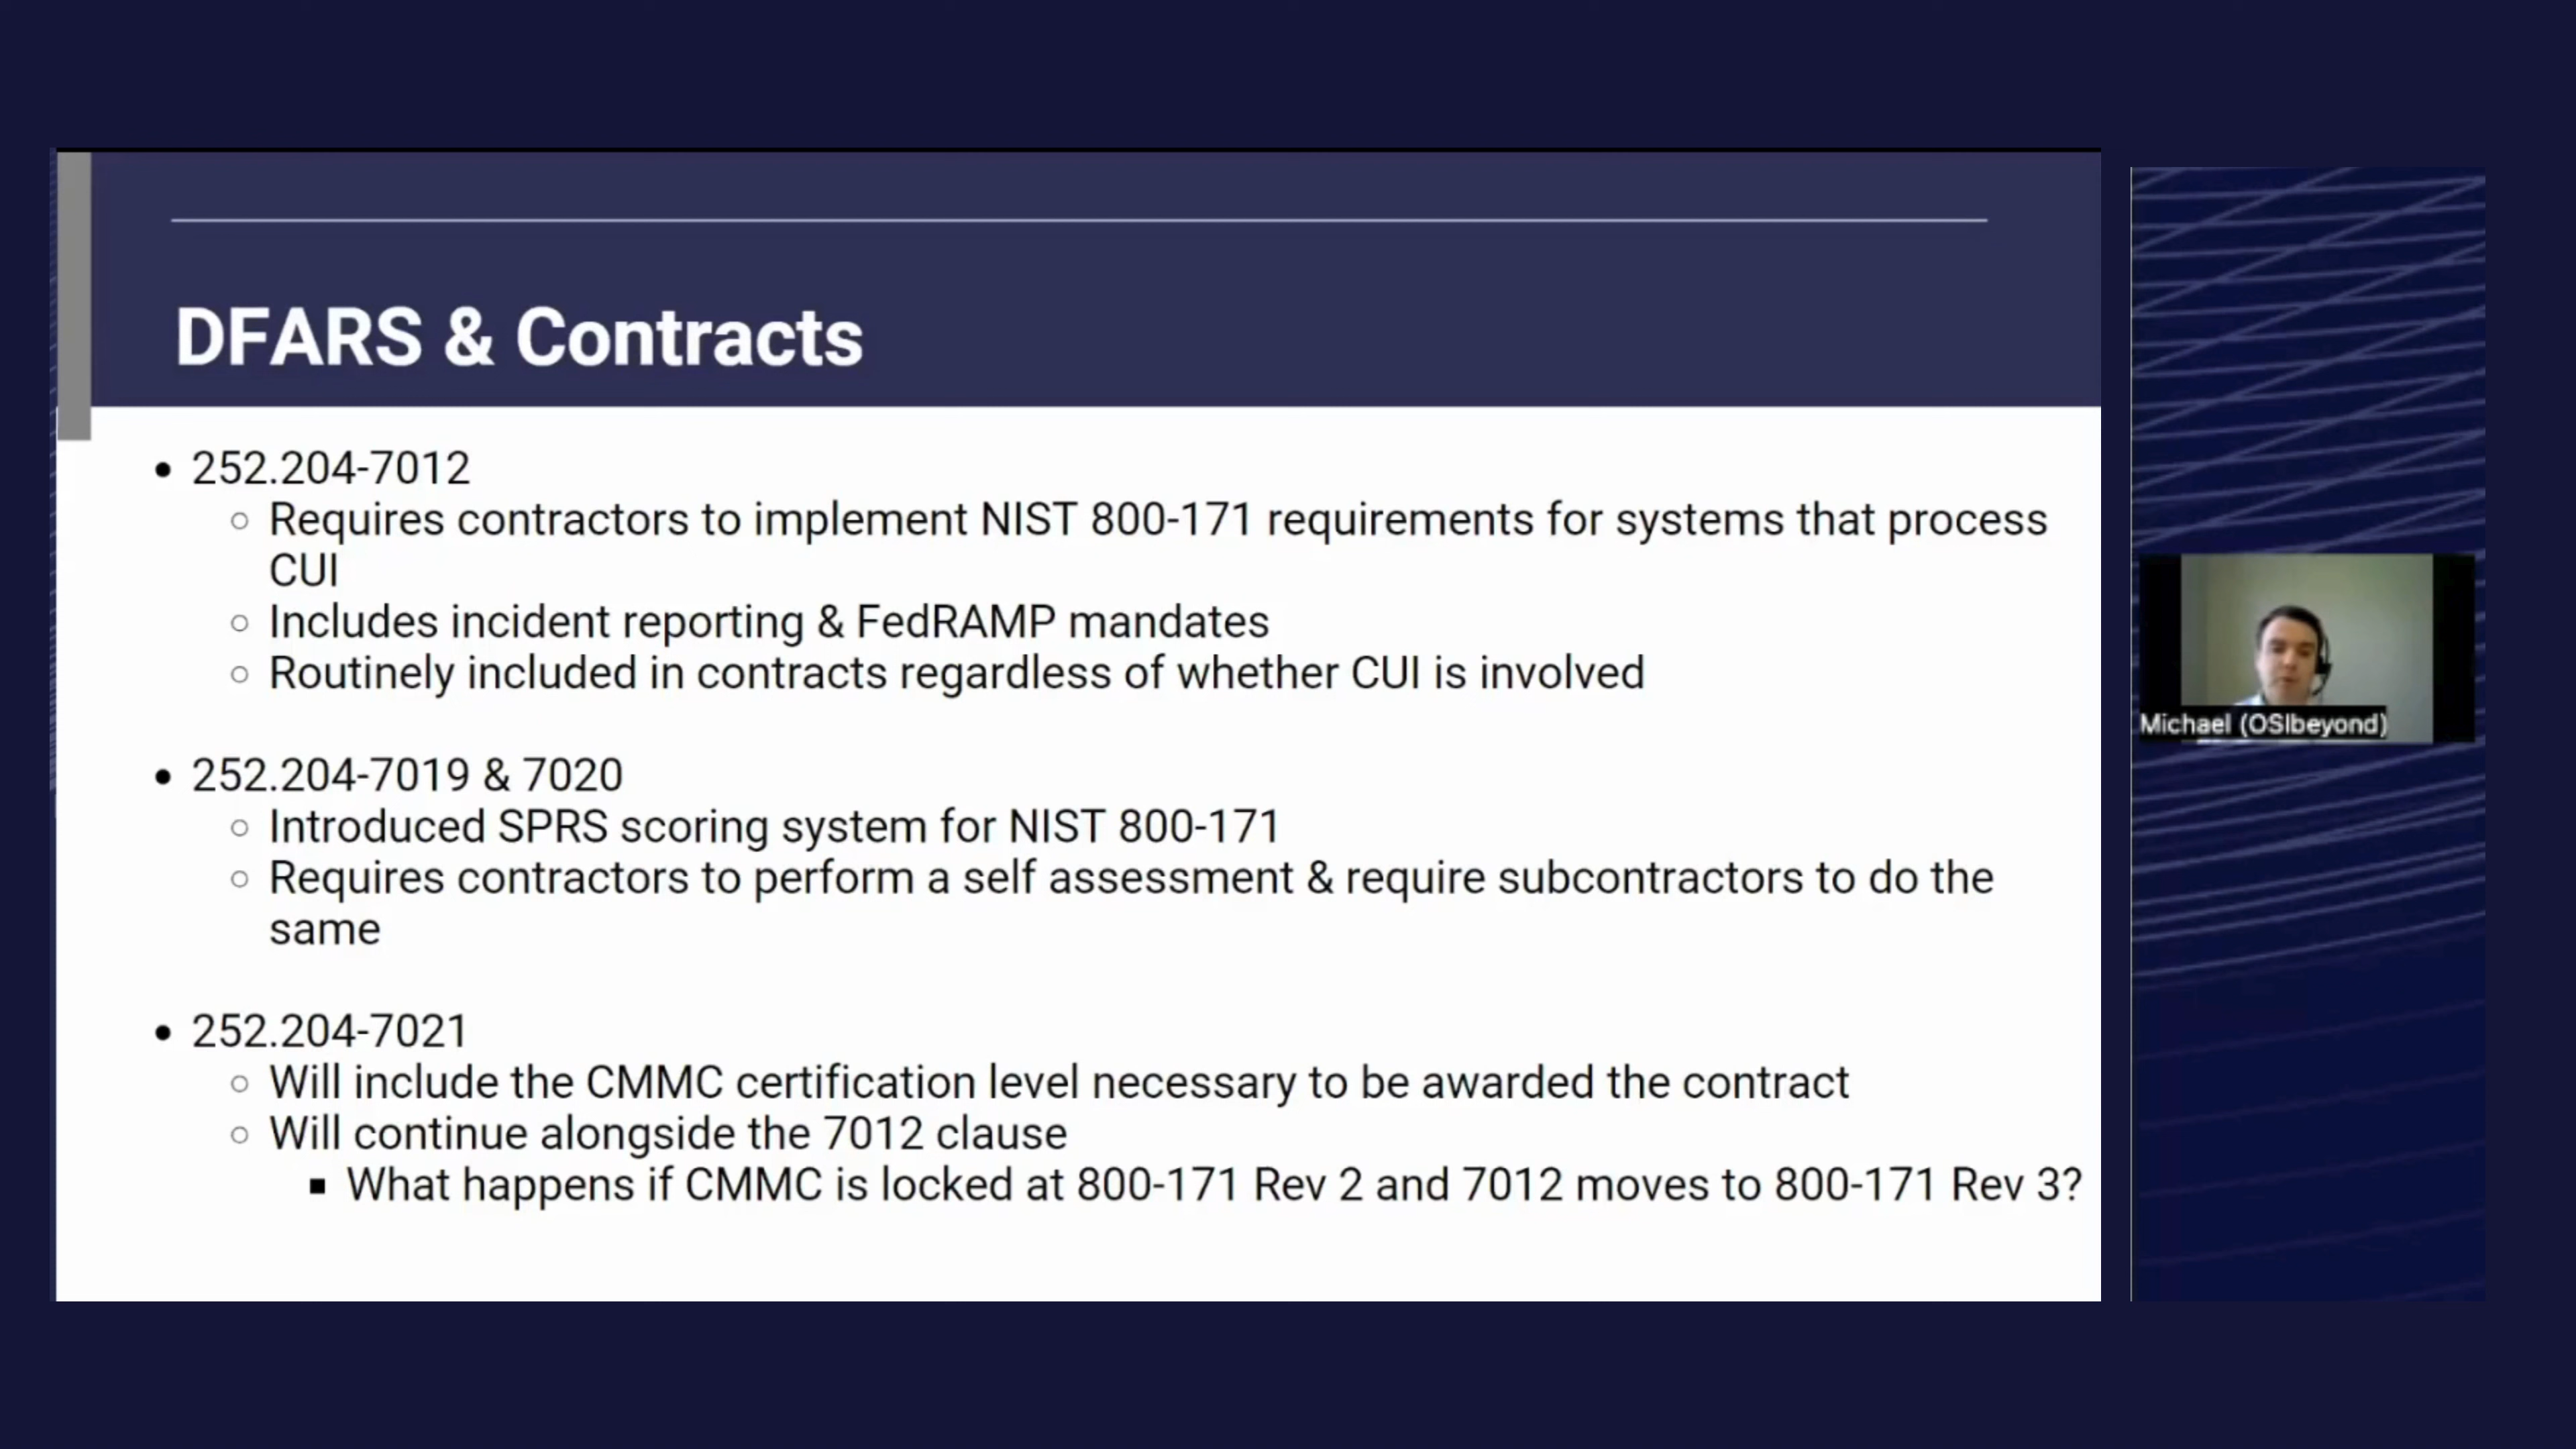 DFARS & Contracts
• 252.204-7012
○ Requires contractors to implement NIST 800-171 requirements for systems that process
CUI
○ Includes incident reporting & FedRAMP mandates
○ Routinely included in contracts regardless of whether CUI is involved
• 252.204-7019 & 7020
○ Introduced SPRS scoring system for NIST 800-171
○ Requires contractors to perform a self assessment & require subcontractors to do the
same
• 252.204-7021
○ Will include the CMMC certification level necessary to be awarded the contract
○ Will continue alongside the 7012 clause
■ What happens if CMMC is locked at 800-171 Rev 2 and 7012 moves to 800-171 Rev 3?
Michael (OSIbeyond)